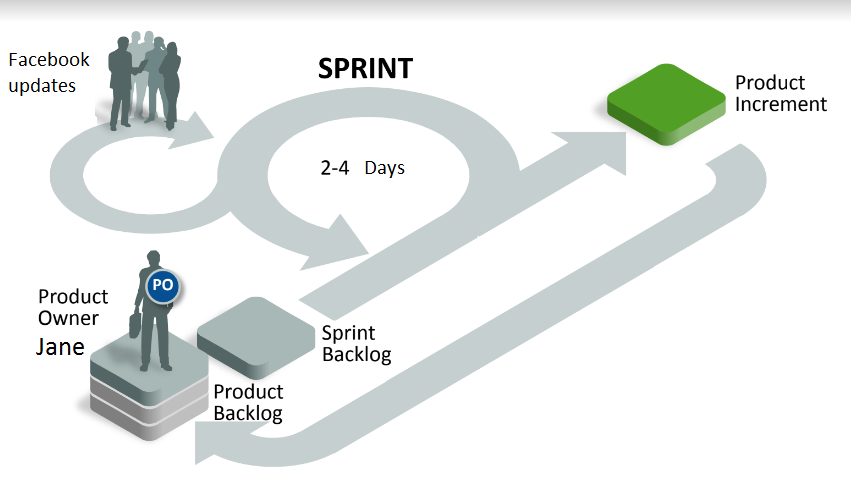 Facebook
updates
SPRINT
2-4 Days
Product
Increment
PO
Product
Owner
Jane
Sprint
Backlog
Product
Backlog